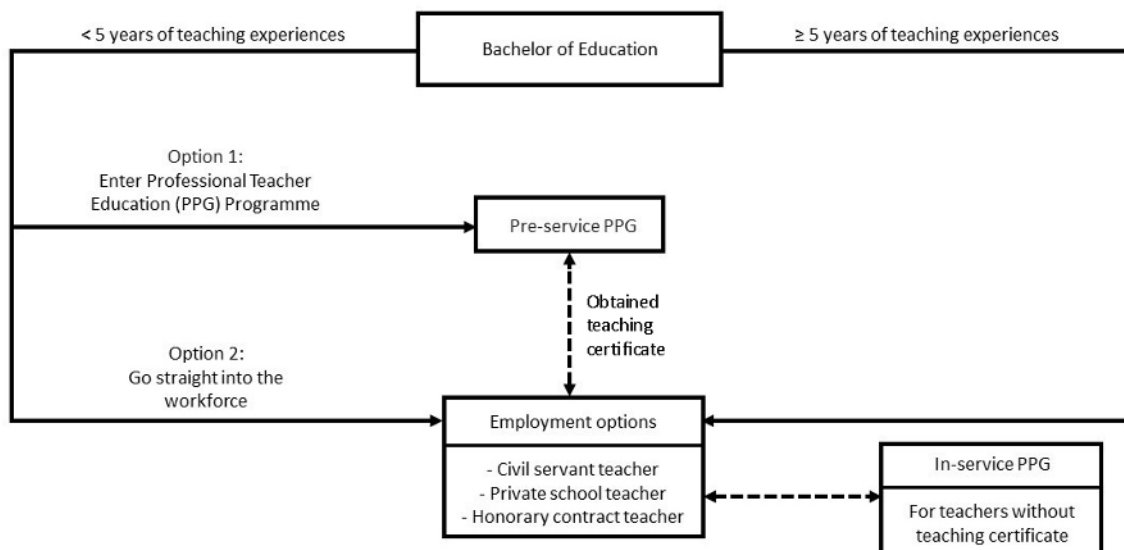 < 5 years of teaching experiences
Bachelor of Education
≥ 5 years of teaching experiences
Option 1:
Enter Professional Teacher
Education (PPG) Programme
Pre-service PPG
Obtained
teaching
certificate
Option 2:
Go straight into the
workforce
Employment options
- Civil servant teacher
- Private school teacher
- Honorary contract teacher
In-service PPG
For teachers without
teaching certificate